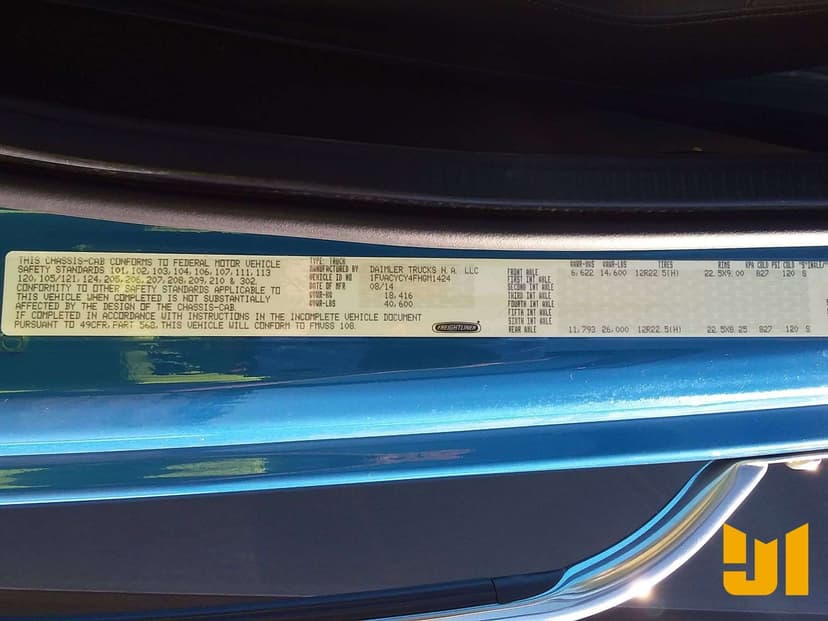 THIS CHASSIS-CAB CONFORMS TO FEDERAL MOTOR VEHICLE
SAFETY STANDARDS 101, 102, 103, 104, 106, 107, 111, 113
120, 105/121, 124, 205, 206, 207, 208, 209, 210 & 302.
CONFORMITY TO OTHER SAFETY STANDARDS APPLICABLE TO
THIS VEHICLE WHEN COMPLETED IS NOT SUBSTANTIALLY
AFFECTED BY THE DESIGN OF THE CHASSIS-CAB.
IF COMPLETED IN ACCORDANCE WITH INSTRUCTIONS IN THE INCOMPLETE VEHICLE DOCUMENT
PURSUANT TO 49CFR, PART 568, THIS VEHICLE WILL CONFORM TO FMVSS 108.
TYPE: TRUCK
MANUFACTURED BY DAIMLER TRUCKS N.A. LLC
VEHICLE ID NO 1FVACYCY4FHGM1424
DATE OF MFR 08/14
GVWR-KG 18,416
GVWR-LBS 40,600
FREIGHTLINER
TIRES RIMS KPA COLD PSI COLD
FRONT AXLE 6,622 14,600 12R22.5(H) 22.5X9.00 827 120 S
FIRST INT AXLE
SECOND INT AXLE
THIRD INT AXLE
FOURTH INT AXLE
FIFTH INT AXLE
SIXTH INT AXLE
REAR AXLE 11,793 26,000 12R22.5(H) 22.5X8.25 827 120 S